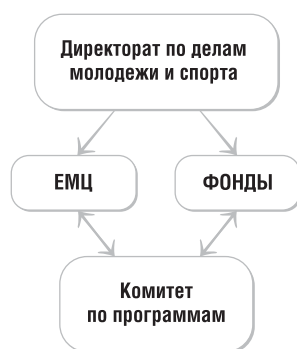 Директорат по делам
молодежи и спорта
ЕМЦ
ФОНДЫ
Комитет
по программам